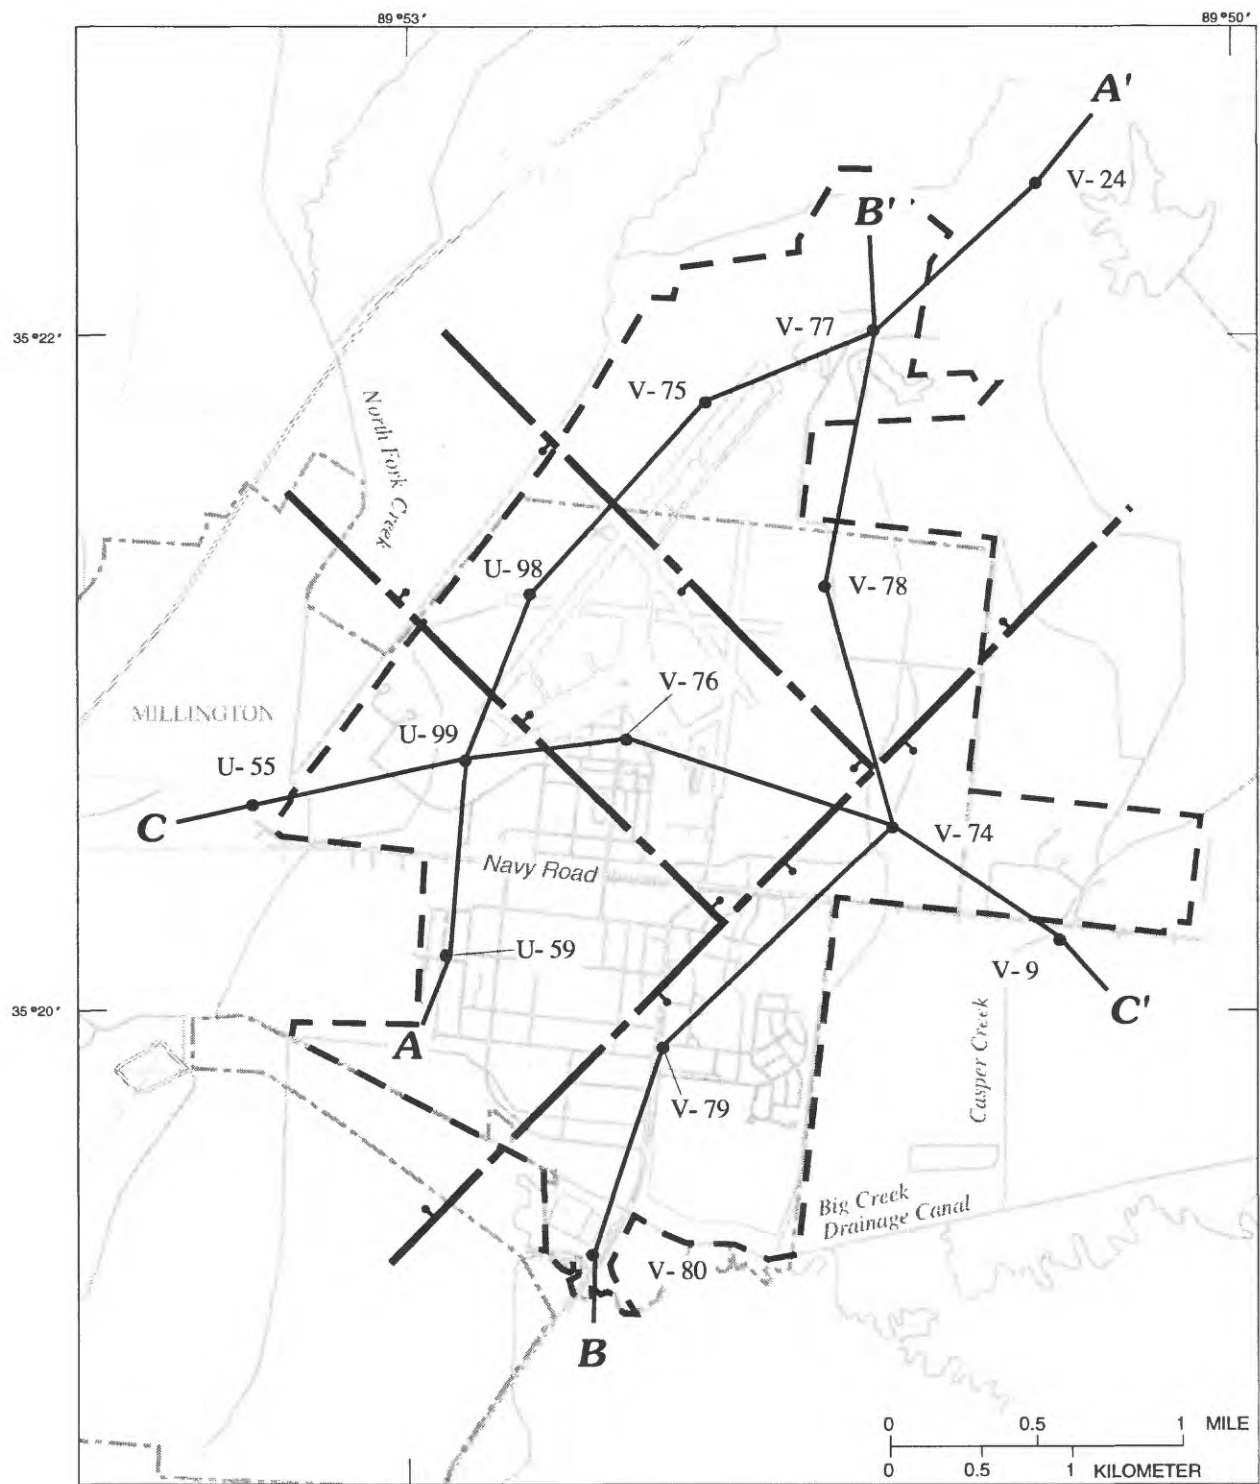 89°53'
89°50'
A'
V-24
B'
V-77
35°22'
V-75
North Fork Creek
U-98
V-78
V-76
MILLINGTON
U-99
U-55
C
V-74
Navy Road
U-59
V-9
C'
35°20'
A
Casper Creek
V-79
Big Creek
Drainage Canal
V-80
B
0 0.5 1 MILE
0 0.5 1 KILOMETER